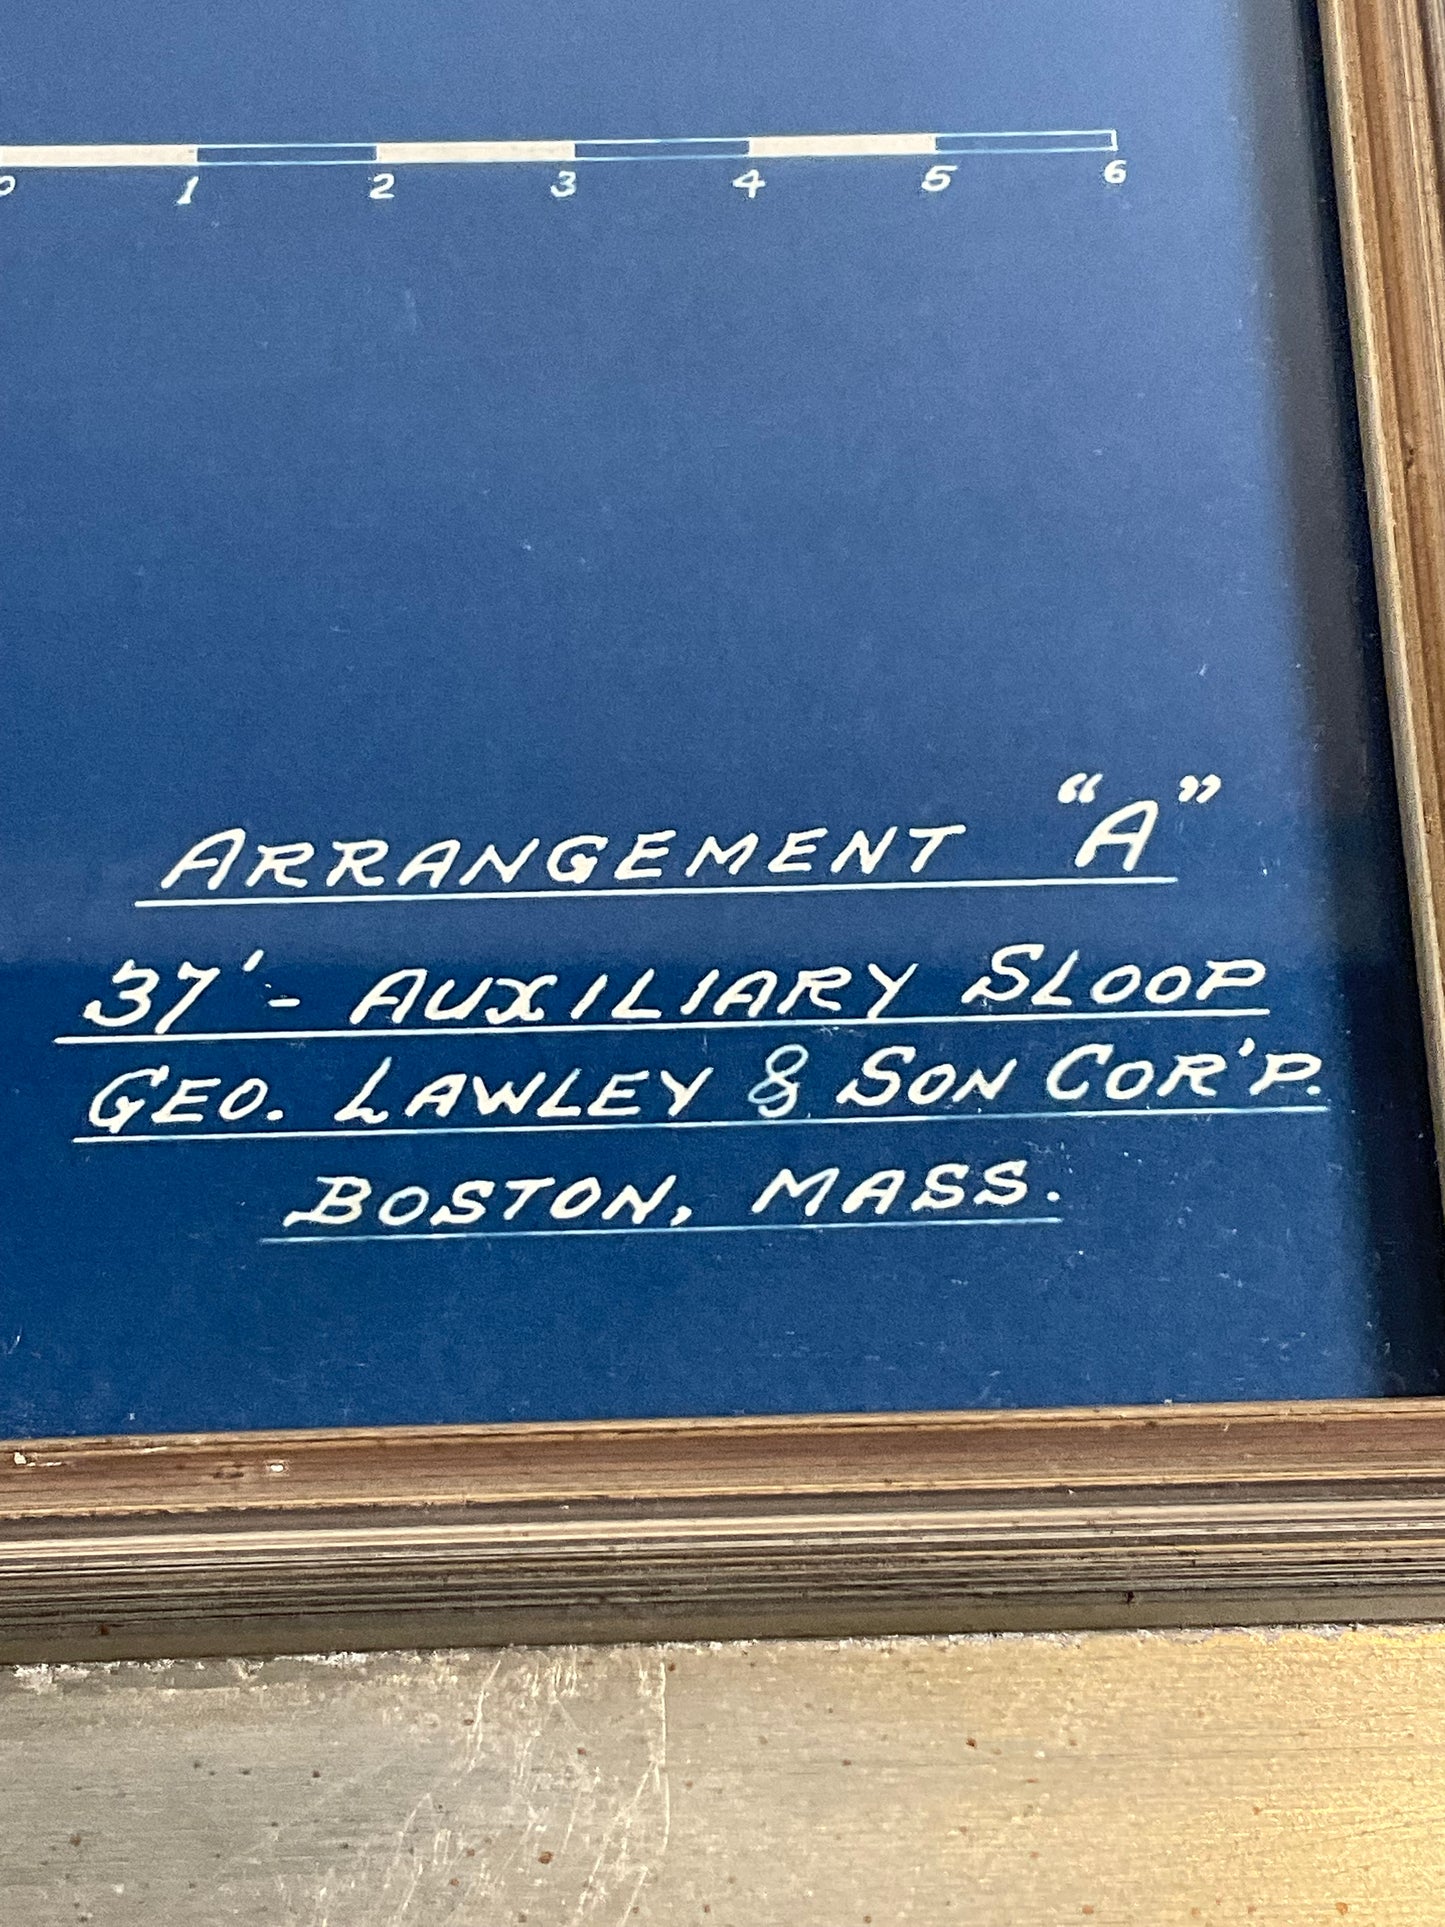 0 1 2 3 4 5 6
ARRANGEMENT “A”
37'- AUXILIARY SLOOP
GEO. LAWLEY & SON COR'P.
BOSTON, MASS.